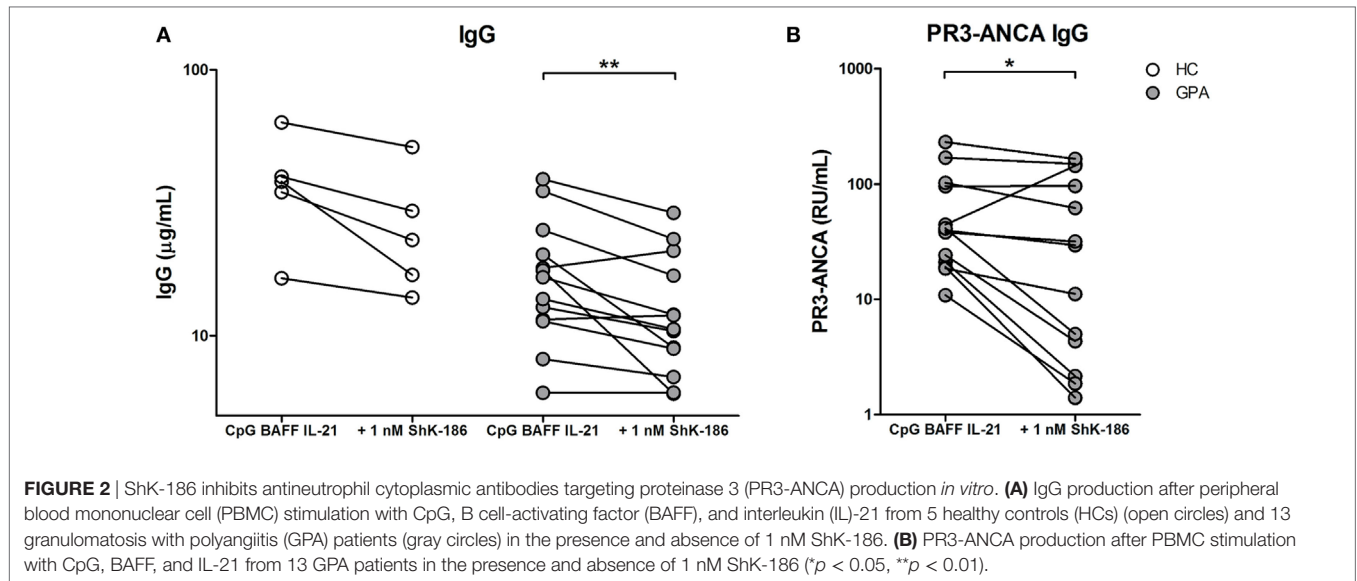 A
IgG
B
PR3-ANCA IgG
100
10
IgG (µg/mL)
**
CpG BAFF IL-21
+ 1 nM ShK-186
CpG BAFF IL-21
+ 1 nM ShK-186
1000
100
10
1
PR3-ANCA (RU/mL)
*
CpG BAFF IL-21
+ 1 nM ShK-186
HC
GPA
FIGURE 2 | ShK-186 inhibits antineutrophil cytoplasmic antibodies targeting proteinase 3 (PR3-ANCA) production in vitro. (A) IgG production after peripheral
blood mononuclear cell (PBMC) stimulation with CpG, B cell-activating factor (BAFF), and interleukin (IL)-21 from 5 healthy controls (HCs) (open circles) and 13
granulomatosis with polyangiitis (GPA) patients (gray circles) in the presence and absence of 1 nM ShK-186. (B) PR3-ANCA production after PBMC stimulation
with CpG, BAFF, and IL-21 from 13 GPA patients in the presence and absence of 1 nM ShK-186 (*p < 0.05, **p < 0.01).